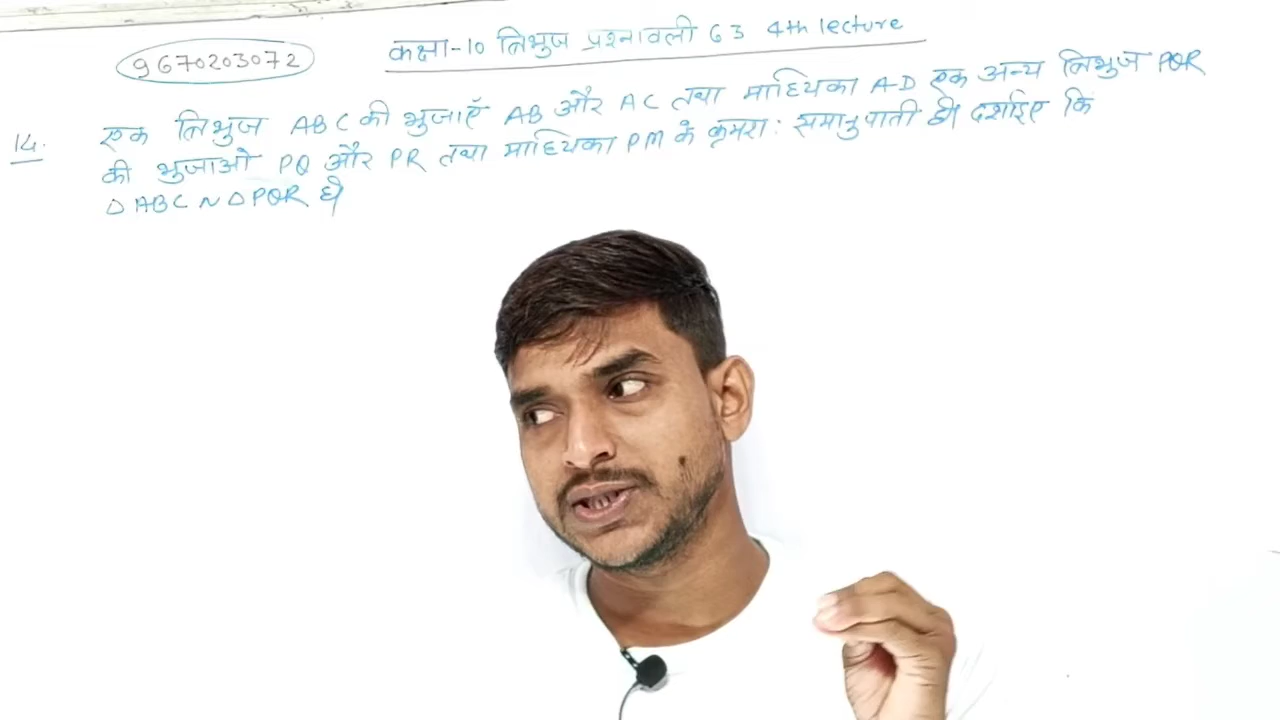 9670203072
कक्षा-10 त्रिभुज प्रश्नावली 6.3 4th lecture
14. एक त्रिभुज ABC की भुजाएँ AB और AC तथा माध्यिका AD एक अन्य त्रिभुज PQR
की भुजाओ PQ और PR तथा माध्यिका PM के क्रमश: समानुपाती है दर्शाइए कि
△ABC ~ △PQR है